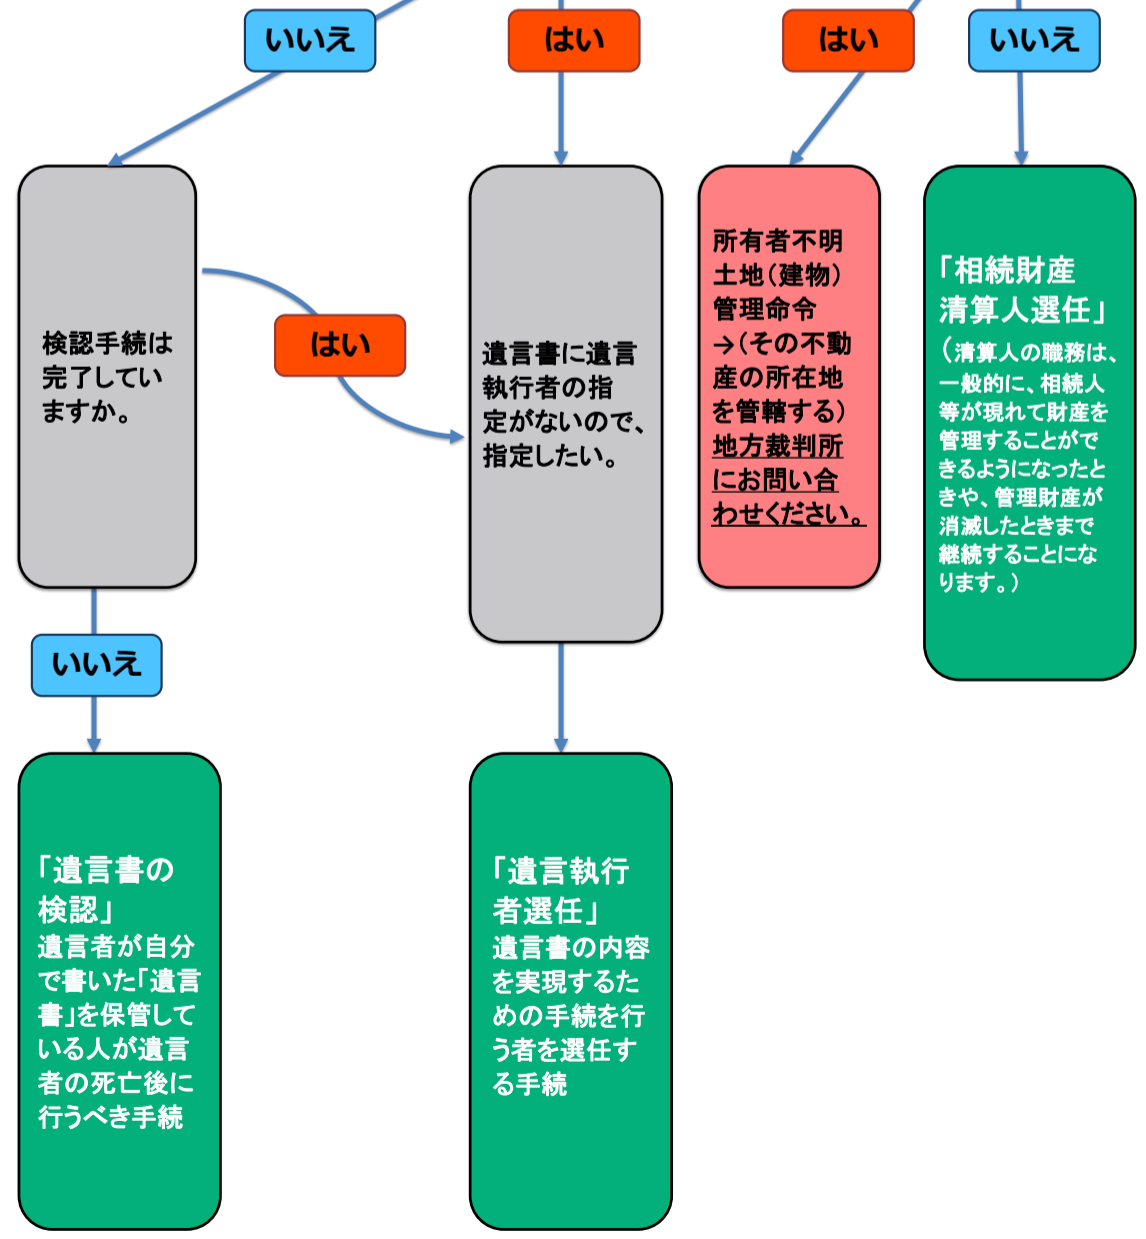 いいえ
はい
はい
いいえ
検認手続は
完了してい
ますか。
はい
遺言書に遺言
執行者の指
定がないので、
指定したい。
所有者不明
土地（建物）
管理命令
→（その不動
産の所在地
を管轄する）
地方裁判所
にお問い合
わせください。
「相続財産
清算人選任」
（清算人の職務は、
一般的に、相続人
等が現れて財産を
管理することがで
きるようになったと
きや、管理財産が
消滅したときまで
継続することにな
ります。）
いいえ
「遺言書の
検認」
遺言者が自分
で書いた「遺言
書」を保管して
いる人が遺言
者の死亡後に
行うべき手続
「遺言執行
者選任」
遺言書の内容
を実現するた
めの手続を行
う者を選任す
る手続